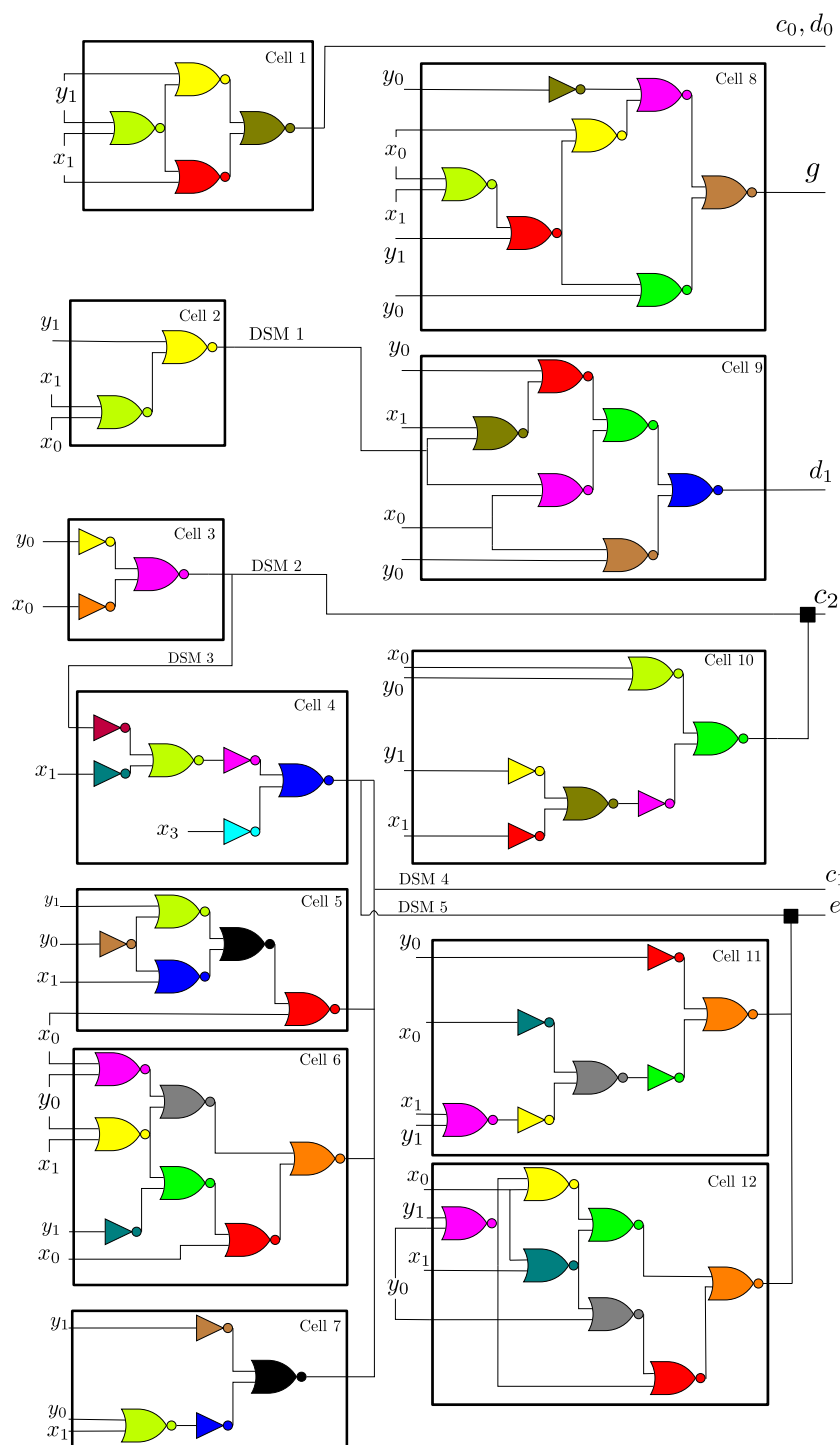 c₀, d₀
Cell 1
y₁
x₁
Cell 8
y₀
x₀
x₁
y₁
y₀
g
Cell 2
y₁
x₁
x₀
DSM 1
Cell 9
y₀
x₁
x₀
y₀
d₁
Cell 3
y₀
x₀
DSM 2
c₂
DSM 3
Cell 4
x₁
x₃
Cell 10
x₀
y₀
y₁
x₁
DSM 4
DSM 5
e
Cell 5
y₁
y₀
x₁
x₀
Cell 6
y₀
x₁
y₁
x₀
Cell 11
y₀
x₀
x₁
y₁
Cell 12
x₀
y₁
x₁
y₀
Cell 7
y₁
y₀
x₁